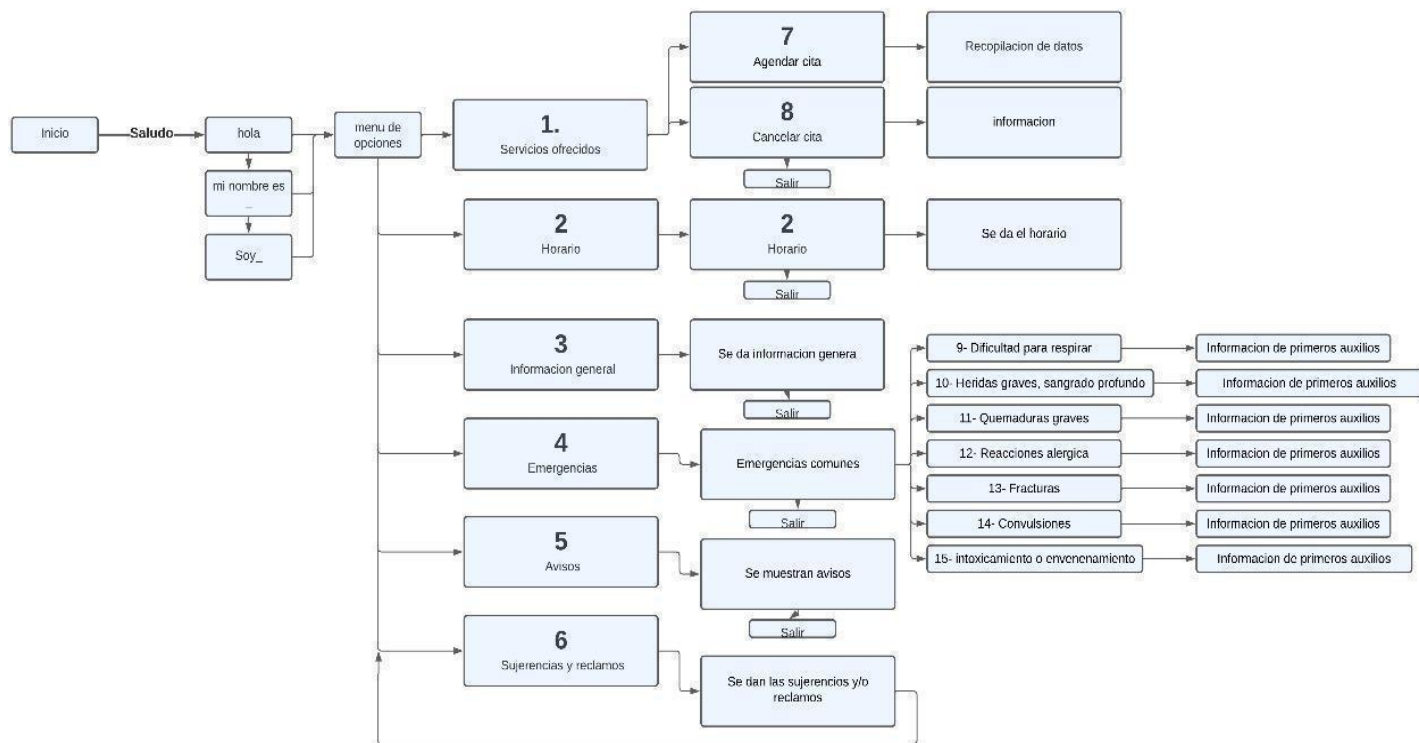 Inicio
Saludo
hola
mi nombre es
_
Soy_
menu de
opciones
1.
Servicios ofrecidos
7
Agendar cita
Recopilacion de datos
8
Cancelar cita
informacion
Salir
2
Horario
2
Horario
Se da el horario
Salir
3
Informacion general
Se da informacion genera
Salir
4
Emergencias
Emergencias comunes
Salir
9- Dificultad para respirar
Informacion de primeros auxilios
10- Heridas graves, sangrado profundo
Informacion de primeros auxilios
11- Quemaduras graves
Informacion de primeros auxilios
12- Reacciones alergica
Informacion de primeros auxilios
13- Fracturas
Informacion de primeros auxilios
14- Convulsiones
Informacion de primeros auxilios
15- intoxicamiento o envenenamiento
Informacion de primeros auxilios
5
Avisos
Se muestran avisos
Salir
6
Sujerencias y reclamos
Se dan las sujerencios y/o
reclamos